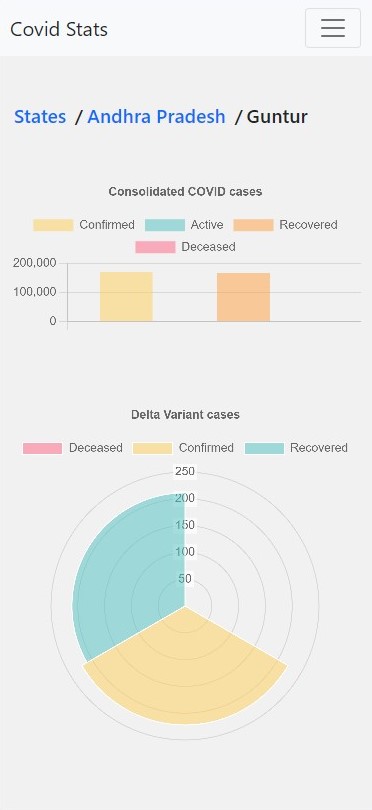 Covid Stats
States / Andhra Pradesh / Guntur
Consolidated COVID cases
Confirmed Active Recovered
Deceased
200,000
100,000
0
Delta Variant cases
Deceased Confirmed Recovered
250
200
150
100
50